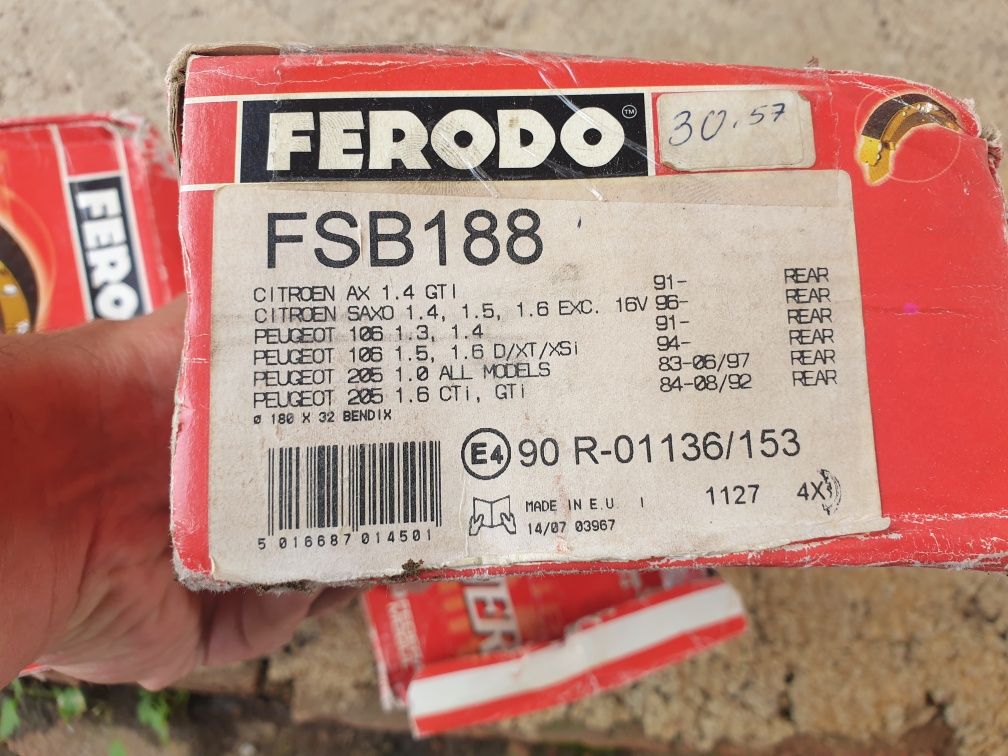 FERODO™
30.57
FERO
FSB188
CITROEN AX 1.4 GTI 91- REAR
CITROEN SAXO 1.4, 1.5, 1.6 EXC. 16V 96- REAR
PEUGEOT 106 1.3, 1.4 91- REAR
PEUGEOT 106 1.5, 1.6 D/XT/XSi 94- REAR
PEUGEOT 205 1.0 ALL MODELS 83-06/97 REAR
PEUGEOT 205 1.6 CTi, GTi 84-08/92 REAR
ø 180 X 32 BENDIX
E4 90 R-01136/153
MADE IN E.U. I 1127 4X
14/07 03967
5 016687 014501